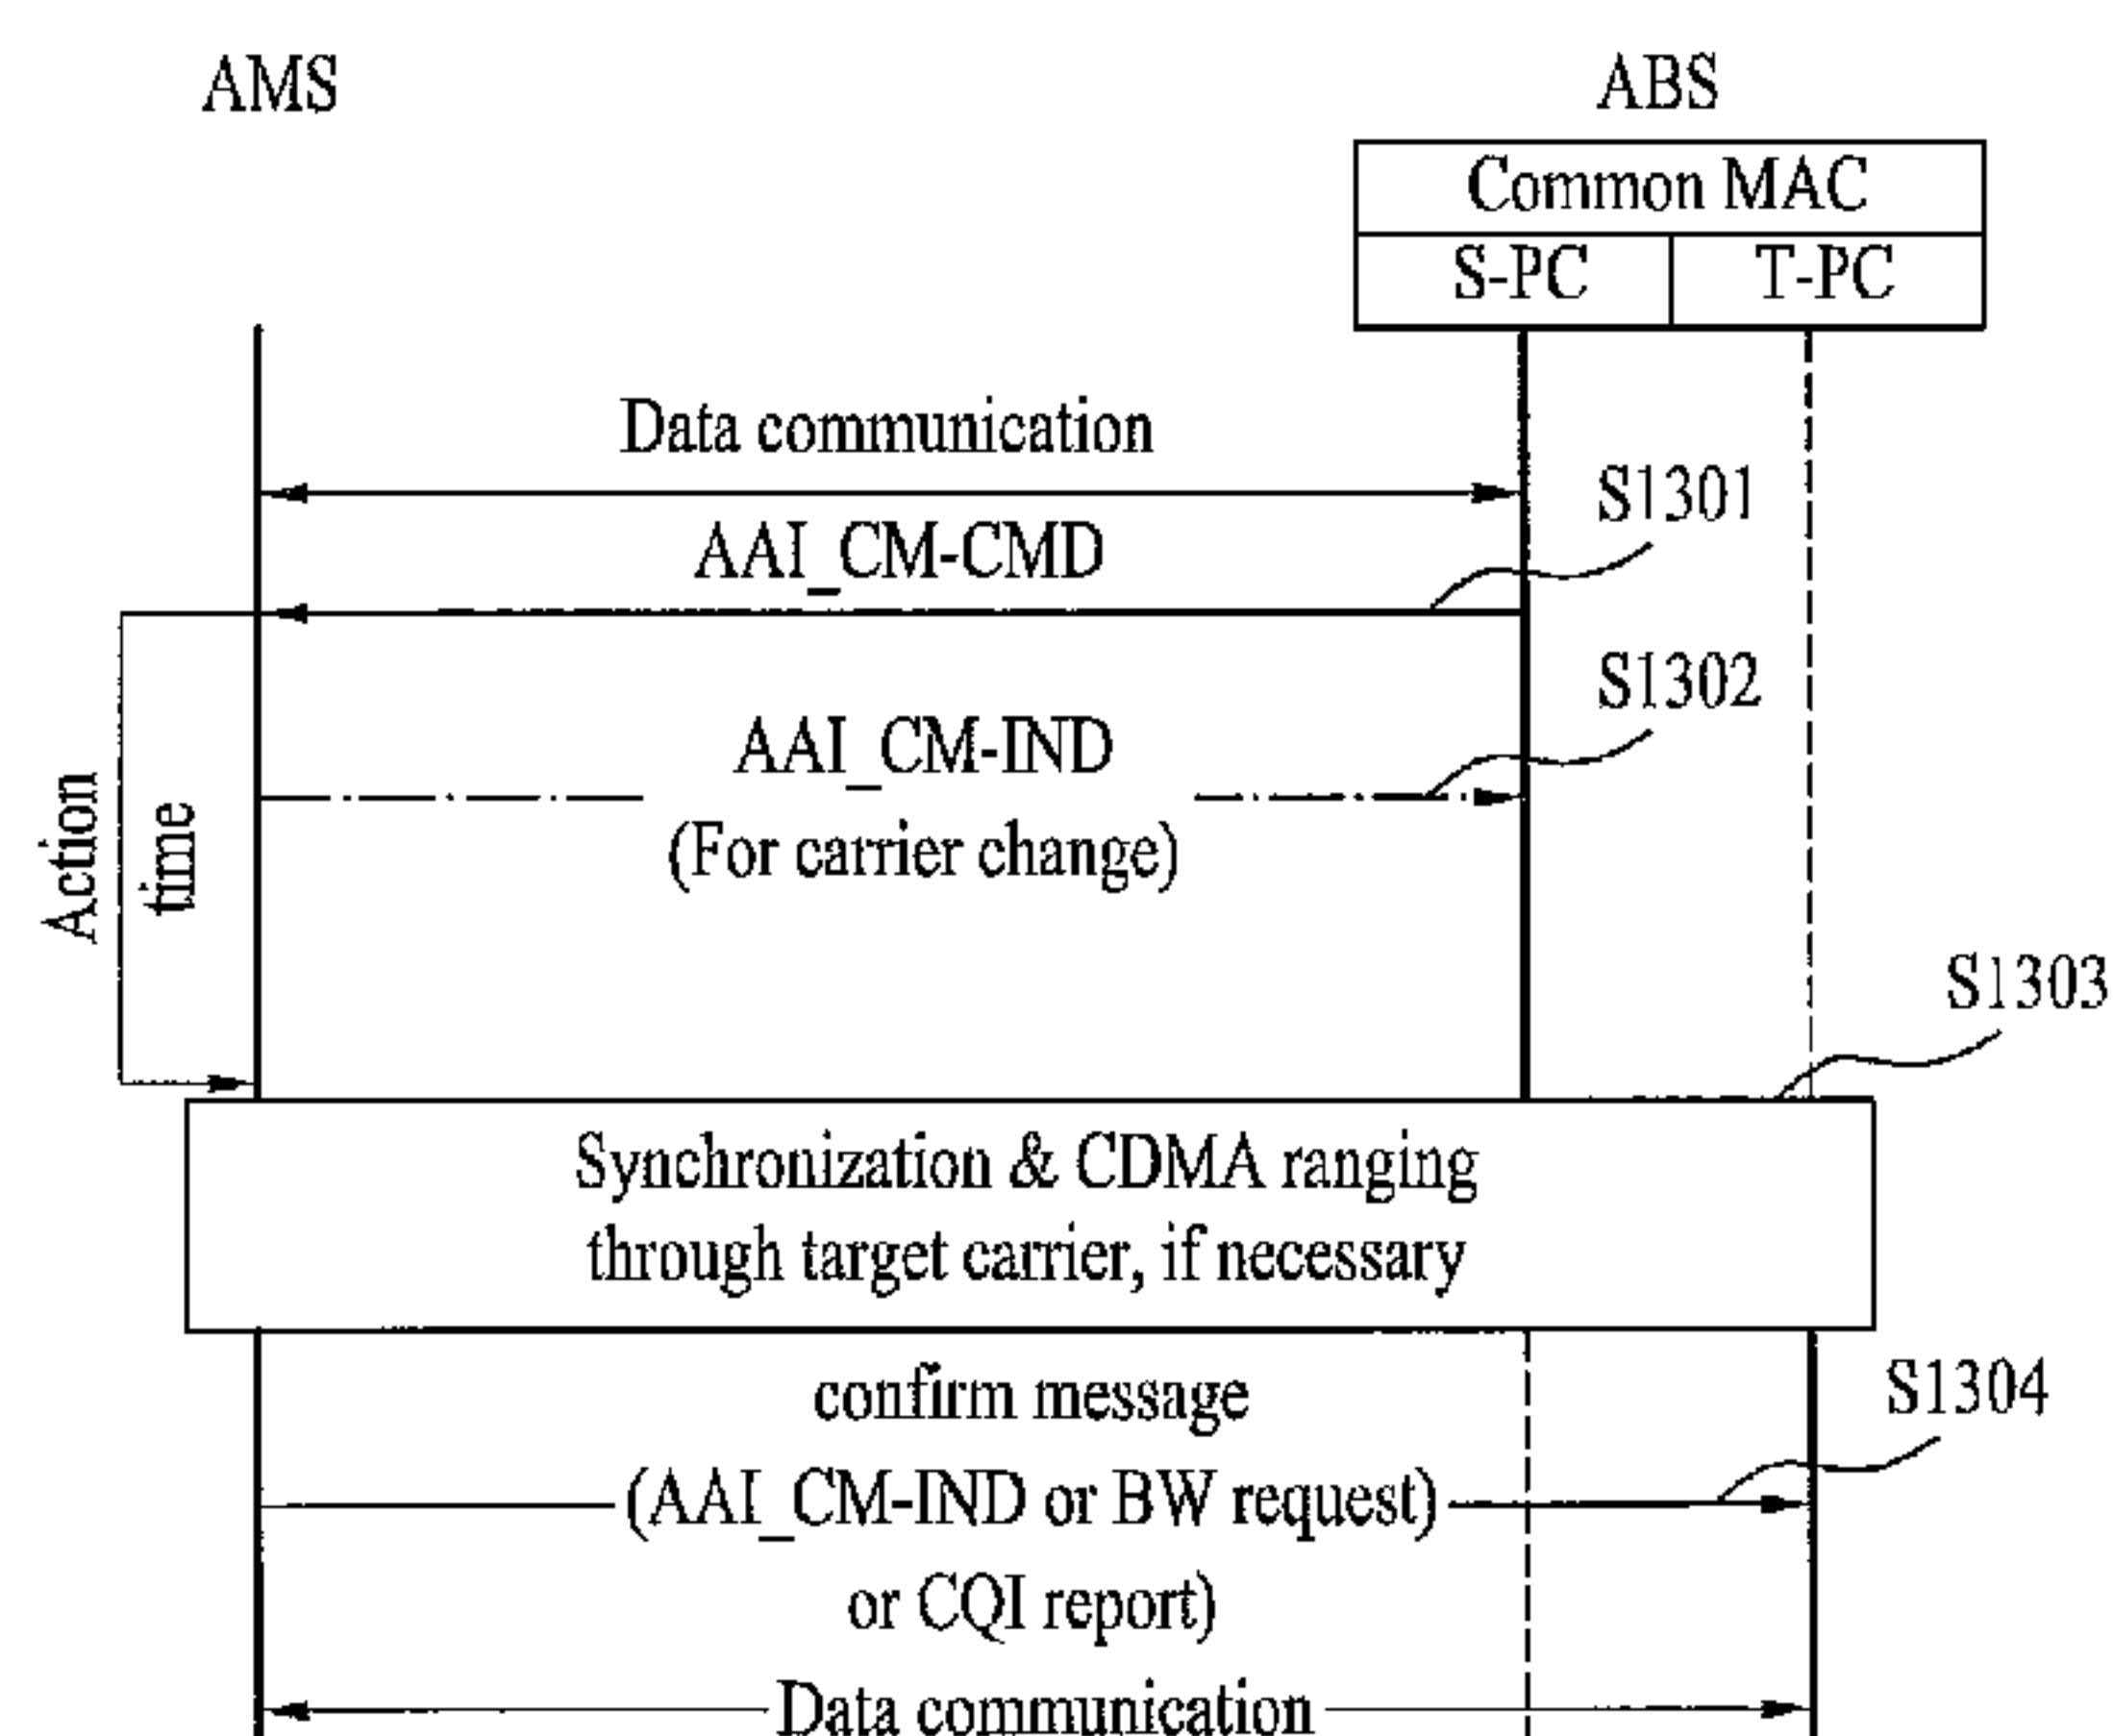 AMS
ABS
Common MAC
S-PC
T-PC
Data communication
S1301
AAI_CM-CMD
S1302
AAI_CM-IND
(For carrier change)
Action
time
S1303
Synchronization & CDMA ranging
through target carrier, if necessary
confirm message
S1304
(AAI_CM-IND or BW request)
or CQI report)
Data communication